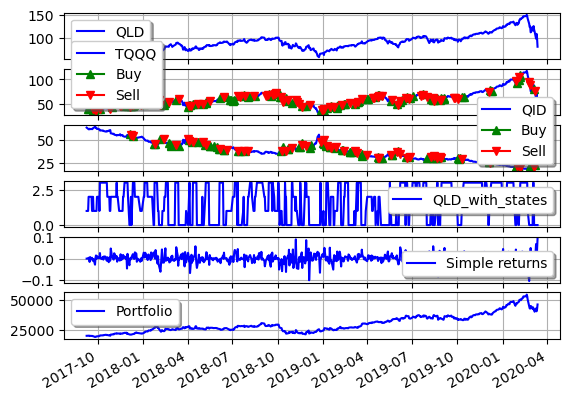 150
100
QLD
TQQQ
Buy
Sell
100
50
QID
Buy
Sell
50
25
2.5
0.0
QLD_with_states
0.1
0.0
−0.1
Simple returns
50000
25000
Portfolio
2017-10
2018-01
2018-04
2018-07
2018-10
2019-01
2019-04
2019-07
2019-10
2020-01
2020-04